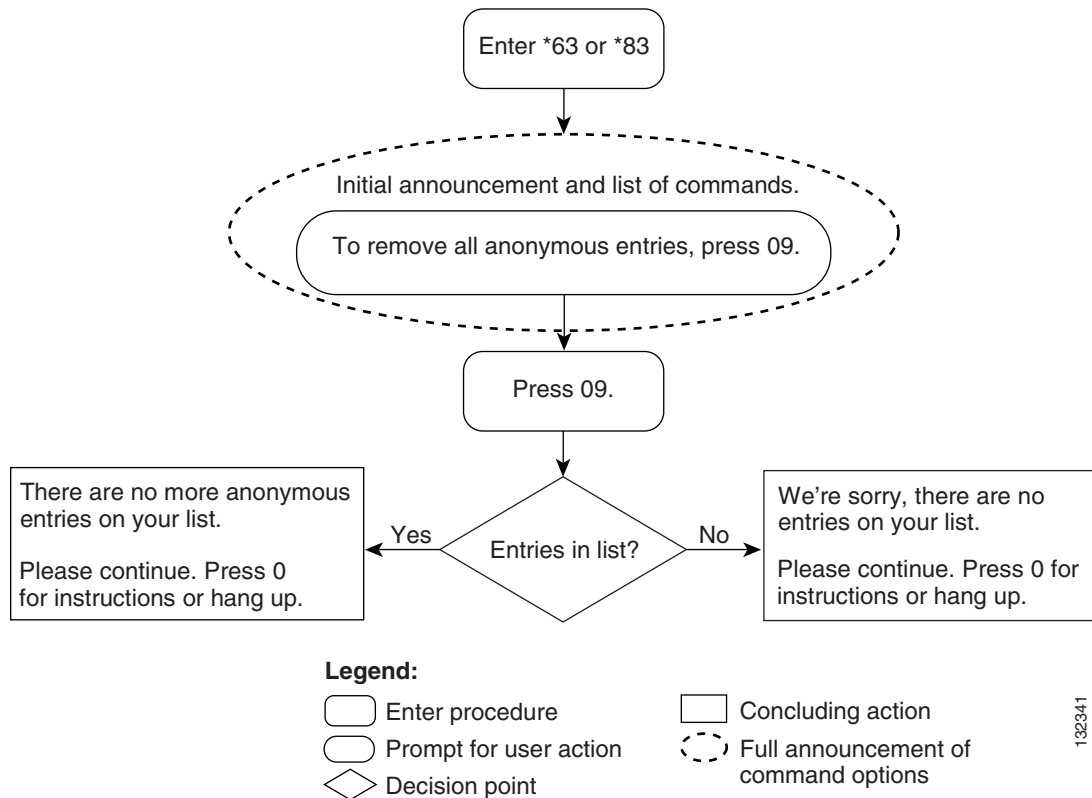 Enter *63 or *83
Initial announcement and list of commands.
To remove all anonymous entries, press 09.
Press 09.
There are no more anonymous
entries on your list.
Please continue. Press 0
for instructions or hang up.
Yes
Entries in list?
No
We're sorry, there are no
entries on your list.
Please continue. Press 0 for
instructions or hang up.
Legend:
Enter procedure
Prompt for user action
Decision point
Concluding action
Full announcement of
command options
132341